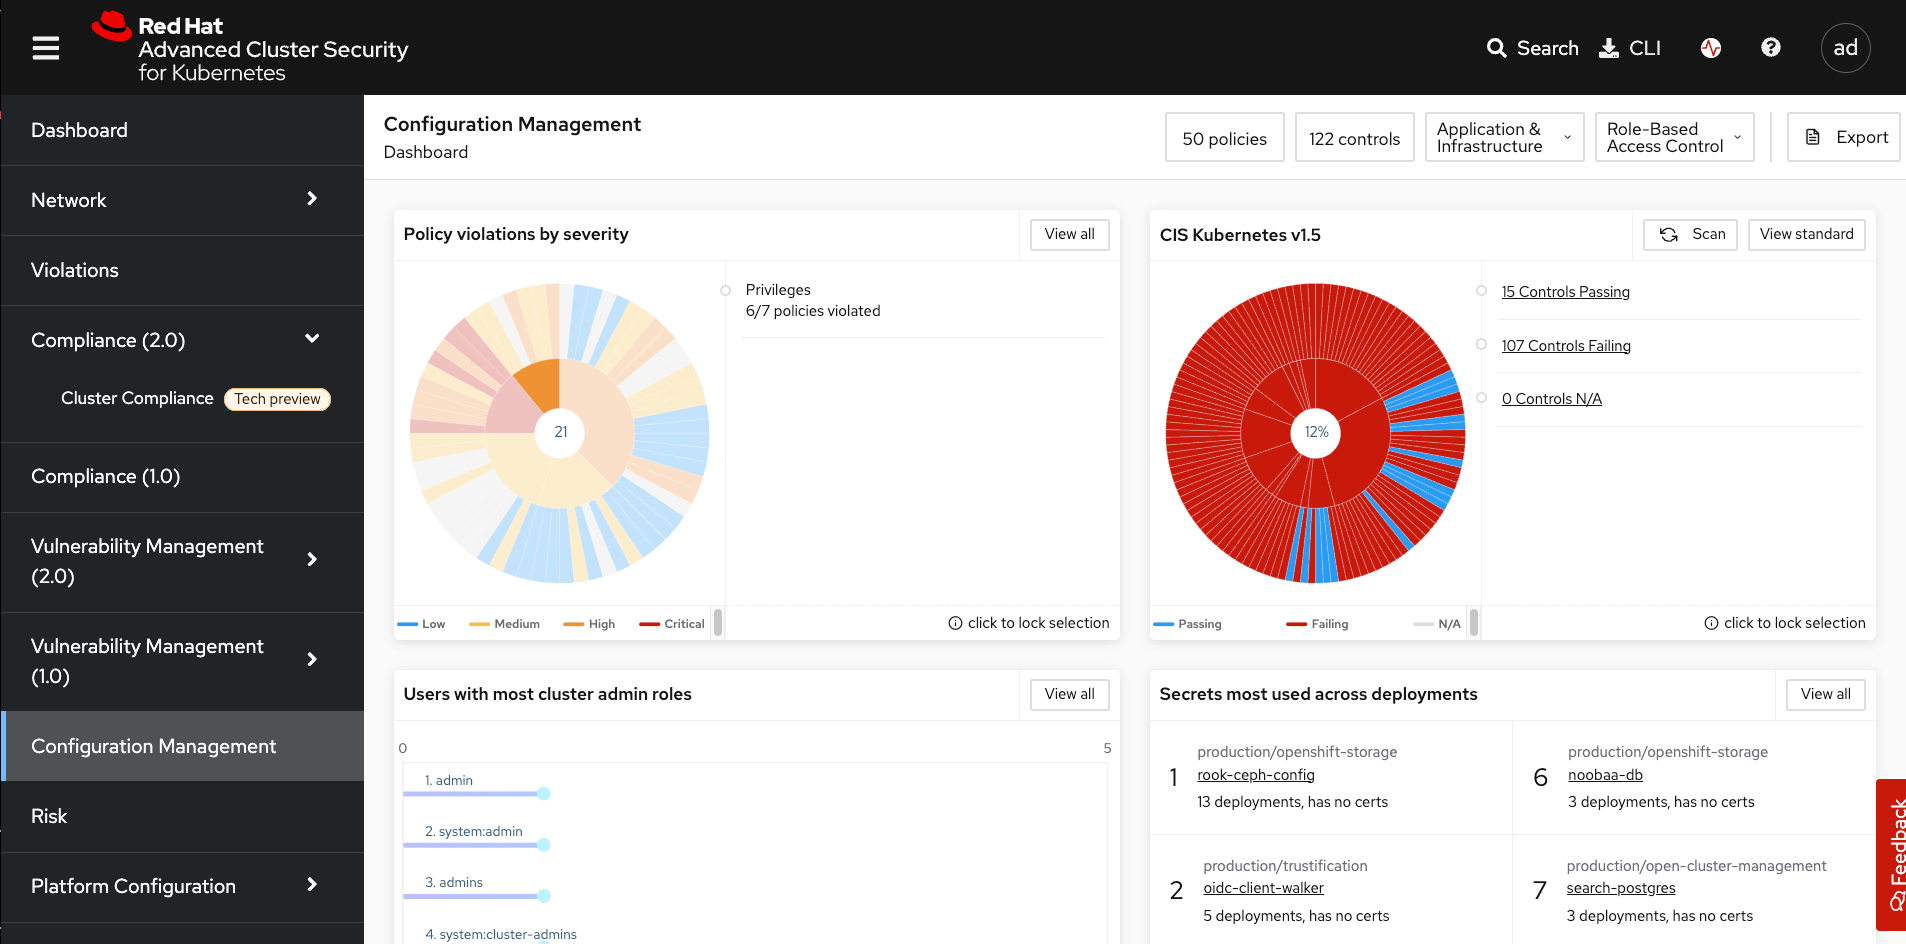 Red Hat
Advanced Cluster Security
for Kubernetes
Search
CLI
ad
Dashboard
Network
Violations
Compliance (2.0)
Cluster Compliance
Tech preview
Compliance (1.0)
Vulnerability Management
(2.0)
Vulnerability Management
(1.0)
Configuration Management
Risk
Platform Configuration
Configuration Management
Dashboard
50 policies
122 controls
Application &
Infrastructure
Role-Based
Access Control
Export
Policy violations by severity
View all
21
Privileges
6/7 policies violated
Low
Medium
High
Critical
click to lock selection
CIS Kubernetes v1.5
Scan
View standard
12%
15 Controls Passing
107 Controls Failing
0 Controls N/A
Passing
Failing
N/A
click to lock selection
Users with most cluster admin roles
View all
0
5
1. admin
2. system:admin
3. admins
4. system:cluster-admins
Secrets most used across deployments
View all
1
production/openshift-storage
rook-ceph-config
13 deployments, has no certs
6
production/openshift-storage
noobaa-db
3 deployments, has no certs
2
production/trustification
oidc-client-walker
5 deployments, has no certs
7
production/open-cluster-management
search-postgres
3 deployments, has no certs
Feedback